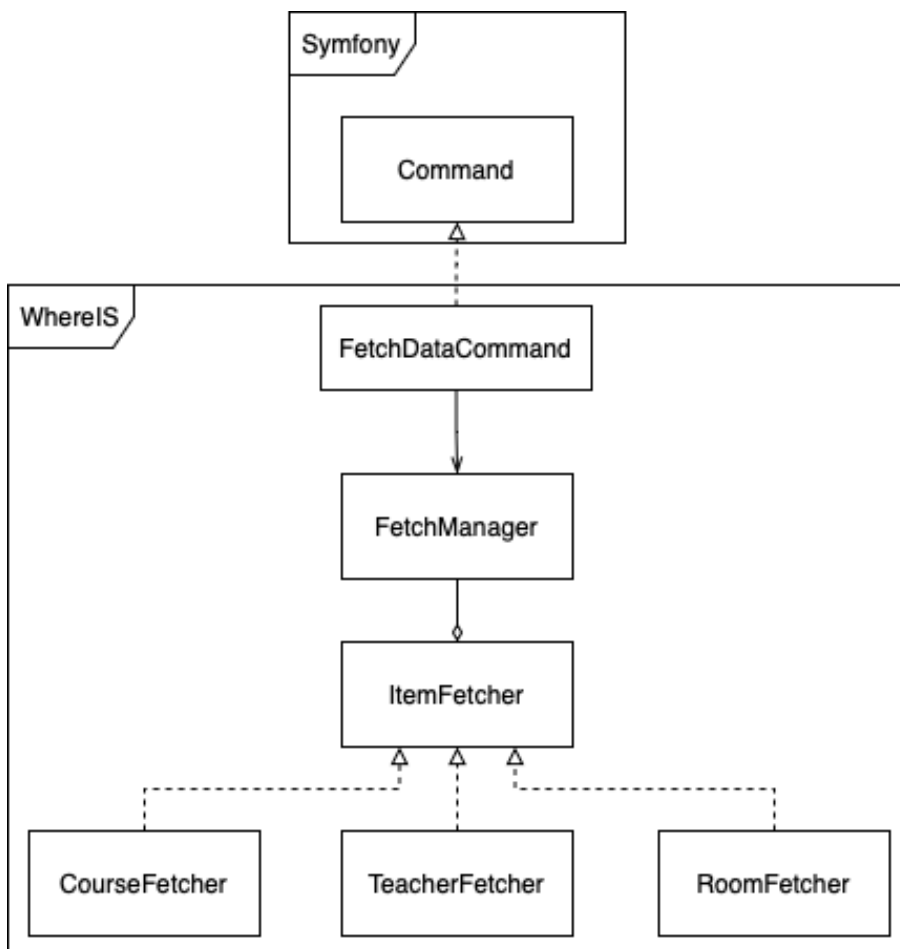 Symfony
Command
WhereIS
FetchDataCommand
FetchManager
ItemFetcher
CourseFetcher
TeacherFetcher
RoomFetcher